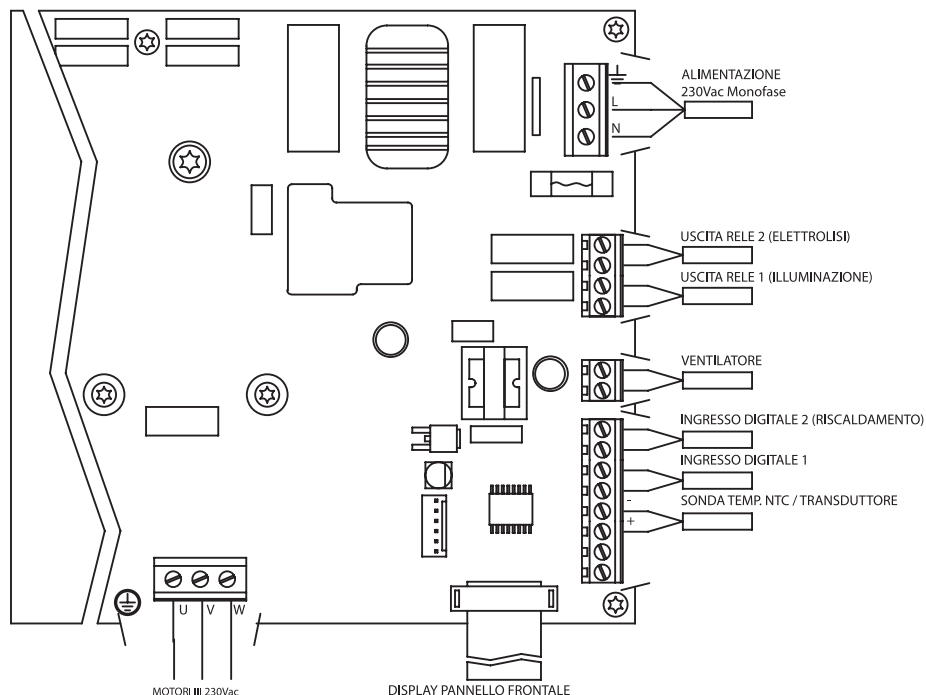 ALIMENTAZIONE
230Vac Monofase
L
N
USCITA RELE 2 (ELETTROLISI)
USCITA RELE 1 (ILLUMINAZIONE)
VENTILATORE
INGRESSO DIGITALE 2 (RISCALDAMENTO)
INGRESSO DIGITALE 1
SONDA TEMP. NTC / TRANSDUTTORE
-
+
U V W
MOTORI III 230Vac
DISPLAY PANNELLO FRONTALE